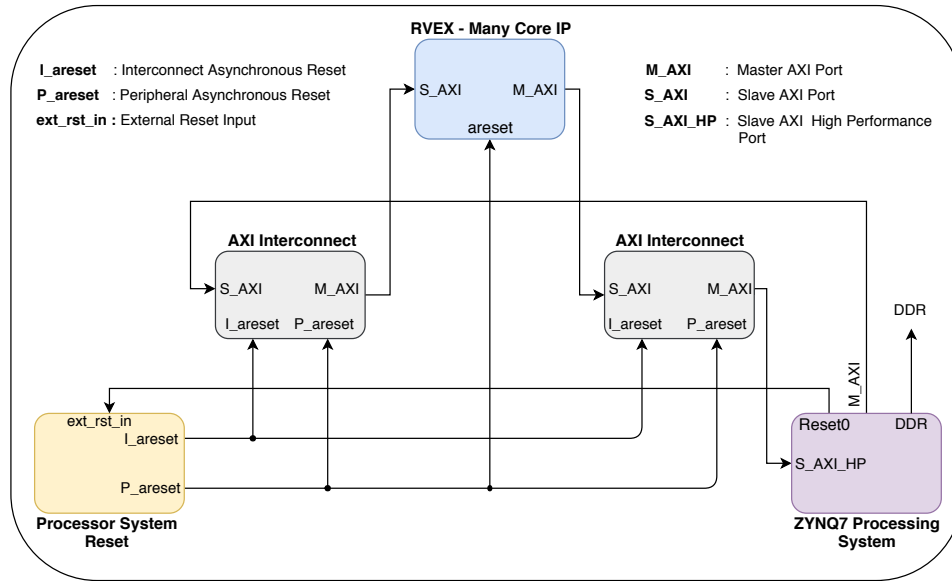 RVEX - Many Core IP
I_areset : Interconnect Asynchronous Reset
P_areset : Peripheral Asynchronous Reset
ext_rst_in : External Reset Input
M_AXI : Master AXI Port
S_AXI : Slave AXI Port
S_AXI_HP : Slave AXI High Performance
Port
S_AXI M_AXI
areset
AXI Interconnect
S_AXI M_AXI
I_areset P_areset
AXI Interconnect
S_AXI M_AXI
I_areset P_areset
DDR
M_AXI
ext_rst_in
I_areset
P_areset
Processor System
Reset
Reset0 DDR
S_AXI_HP
ZYNQ7 Processing
System